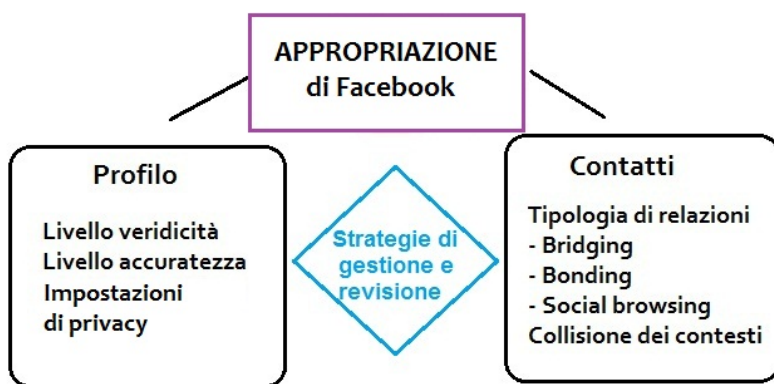 APPROPRIAZIONE
di Facebook
Profilo
Livello veridicità
Livello accuratezza
Impostazioni
di privacy
Strategie di
gestione e
revisione
Contatti
Tipologia di relazioni
- Bridging
- Bonding
- Social browsing
Collisione dei contesti